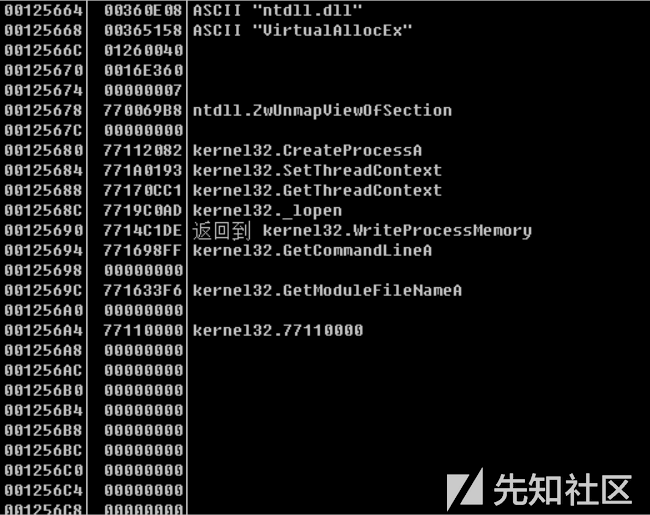 00125664 00360E08 ASCII "ntdll.dll"
00125668 00365158 ASCII "VirtualAllocEx"
0012566C 01260040
00125670 0016E360
00125674 00000007
00125678 770069B8 ntdll.ZwUnmapViewOfSection
0012567C 00000000
00125680 77112082 kernel32.CreateProcessA
00125684 771A0193 kernel32.SetThreadContext
00125688 77170CC1 kernel32.GetThreadContext
0012568C 7719C0AD kernel32._lopen
00125690 7714C1DE 返回到 kernel32.WriteProcessMemory
00125694 771698FF kernel32.GetCommandLineA
00125698 00000000
0012569C 771633F6 kernel32.GetModuleFileNameA
001256A0 00000000
001256A4 77110000 kernel32.77110000
001256A8 00000000
001256AC 00000000
001256B0 00000000
001256B4 00000000
001256B8 00000000
001256BC 00000000
001256C0 00000000
001256C4 00000000
001256C8 00000000
先知社区